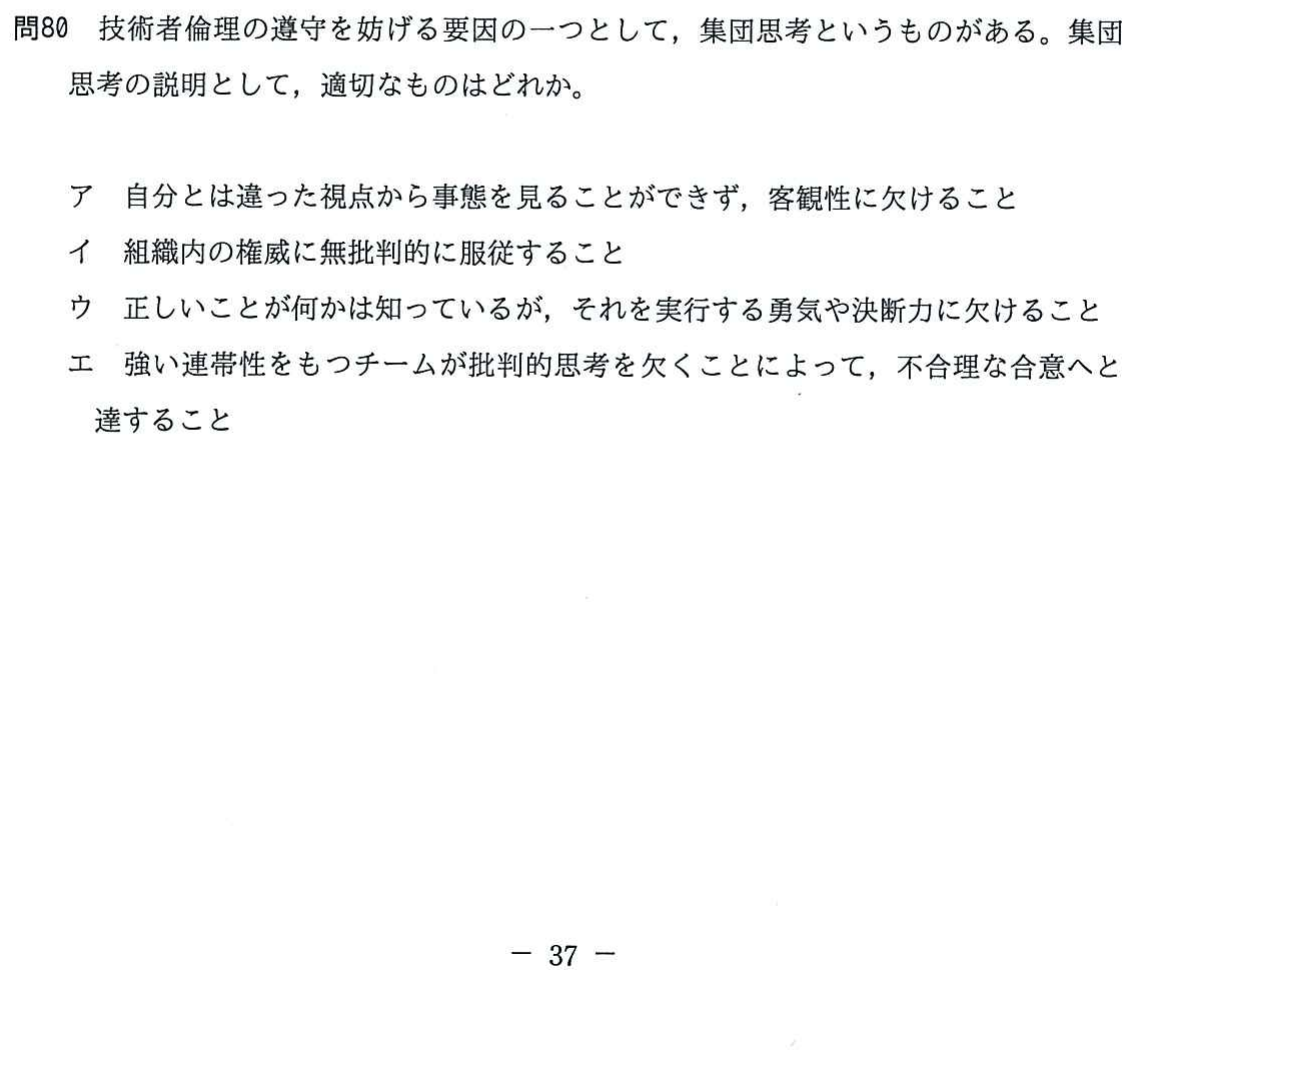 問80　技術者倫理の遵守を妨げる要因の一つとして，集団思考というものがある。集団
思考の説明として，適切なものはどれか。
ア　自分とは違った視点から事態を見ることができず，客観性に欠けること
イ　組織内の権威に無批判的に服従すること
ウ　正しいことが何かは知っているが，それを実行する勇気や決断力に欠けること
エ　強い連帯性をもつチームが批判的思考を欠くことによって，不合理な合意へと
達すること
－ 37 －